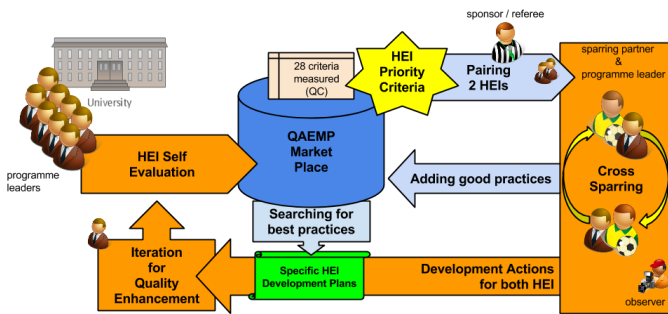 sponsor / referee
28 criteria
measured
(QC)
HEI
Priority
Criteria
Pairing
2 HEIs
sparring partner
&
programme leader
University
programme
leaders
HEI Self
Evaluation
QAEMP
Market
Place
Adding good practices
Cross
Sparring
Searching for
best practices
Iteration
for
Quality
Enhancement
Specific HEI
Development Plans
Development Actions
for both HEI
observer